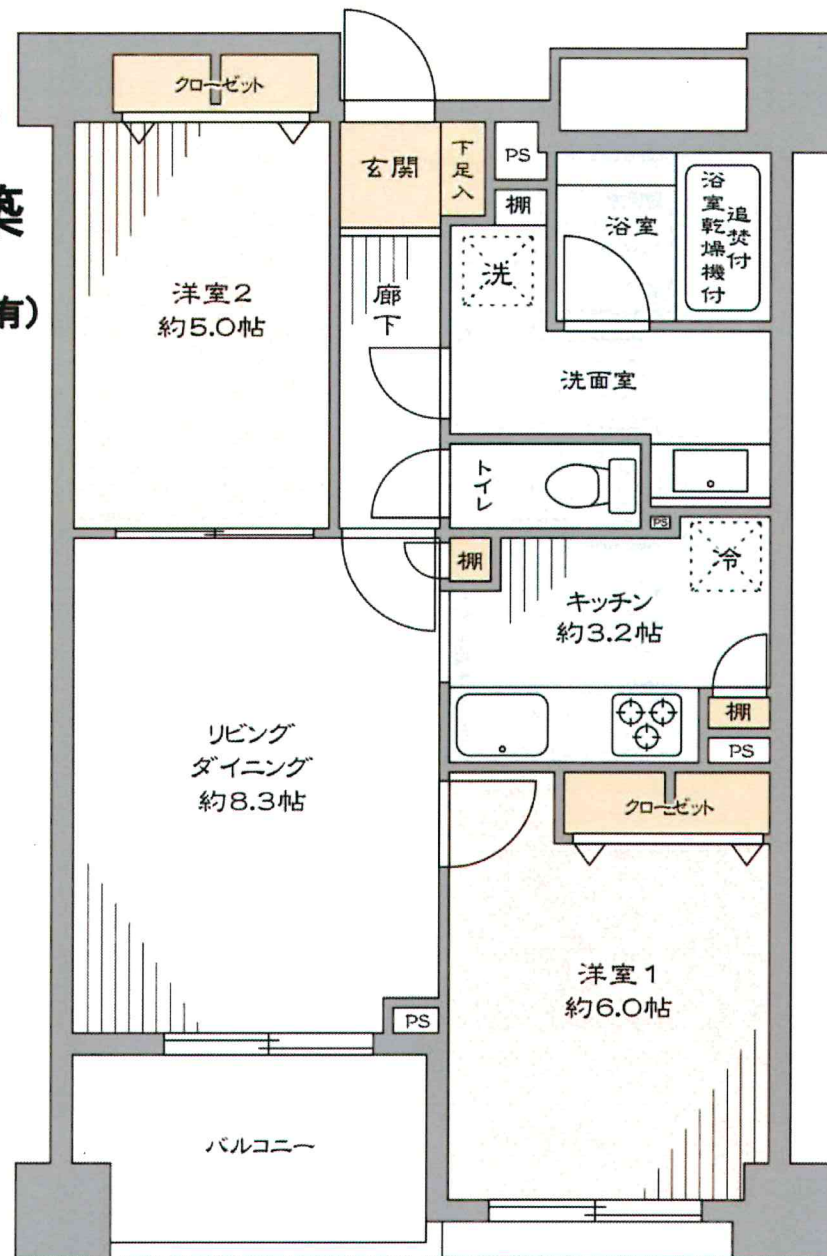 クローゼット
築
有)
玄関
下足入
PS
棚
浴室
追焚付
浴室乾燥機付
洋室2
約5.0帖
廊下
洗
洗面室
トイレ
PS
棚
冷
キッチン
約3.2帖
棚
PS
リビング
ダイニング
約8.3帖
クローゼット
洋室1
約6.0帖
PS
バルコニー